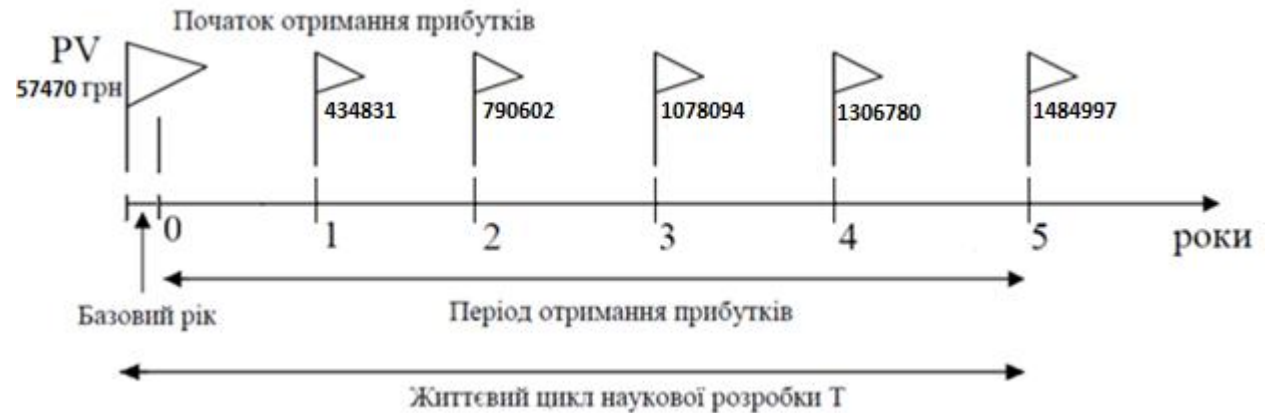 Початок отримання прибутків
PV
57470 грн
434831
790602
1078094
1306780
1484997
0
1
2
3
4
5
роки
Базовий рік
Період отримання прибутків
Життєвий цикл наукової розробки Т